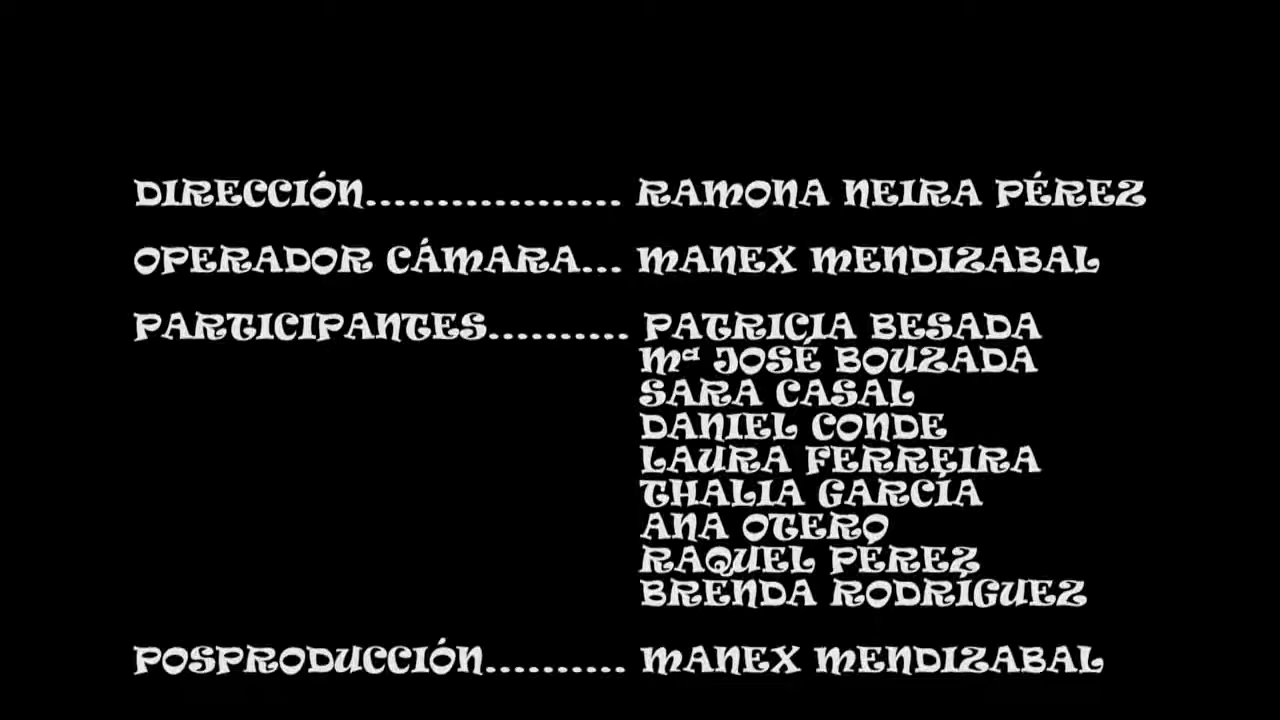 DIRECCIÓN.................. RAMONA NEIRA PÉREZ
OPERADOR CÁMARA... MANEX MENDIZABAL
PARTICIPANTES.......... PATRICIA BESADA
Mª JOSÉ BOUZADA
SARA CASAL
DANIEL CONDE
LAURA FERREIRA
THALIA GARCÍA
ANA OTERO
RAQUEL PÉREZ
BRENDA RODRÍGUEZ
POSPRODUCCIÓN.......... MANEX MENDIZABAL